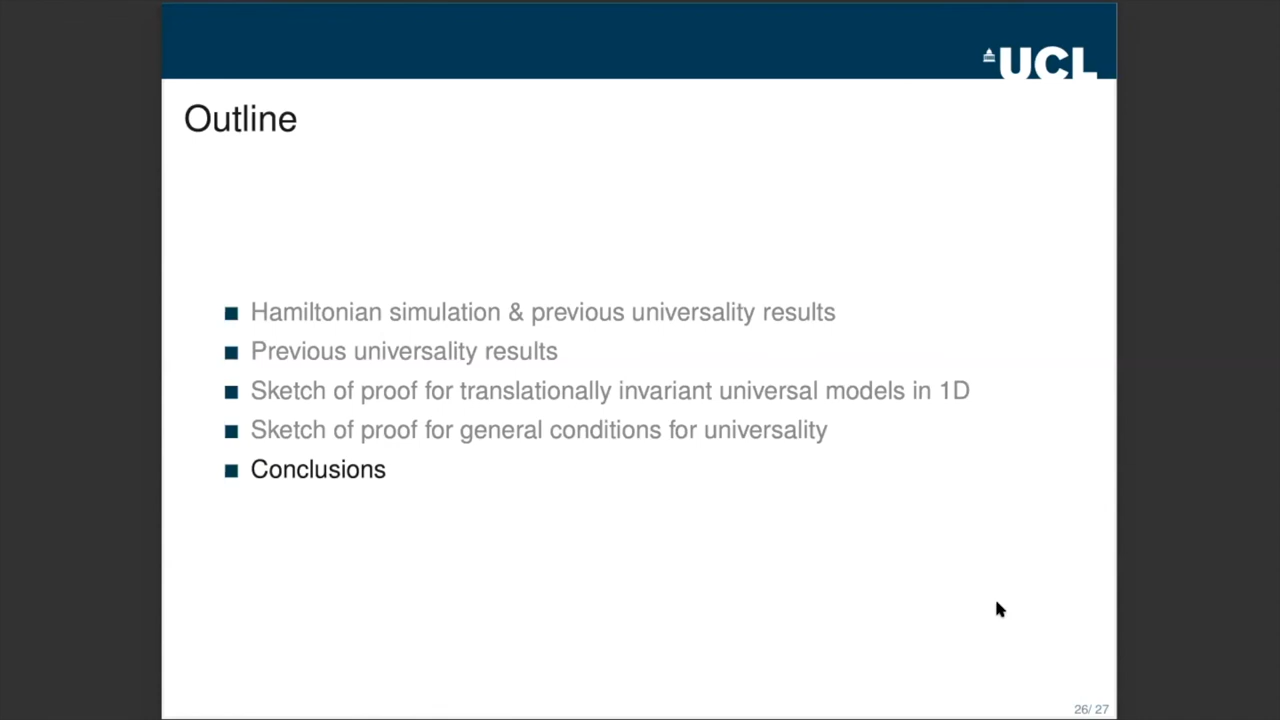 UCL
Outline
Hamiltonian simulation & previous universality results
Previous universality results
Sketch of proof for translationally invariant universal models in 1D
Sketch of proof for general conditions for universality
Conclusions
26/ 27